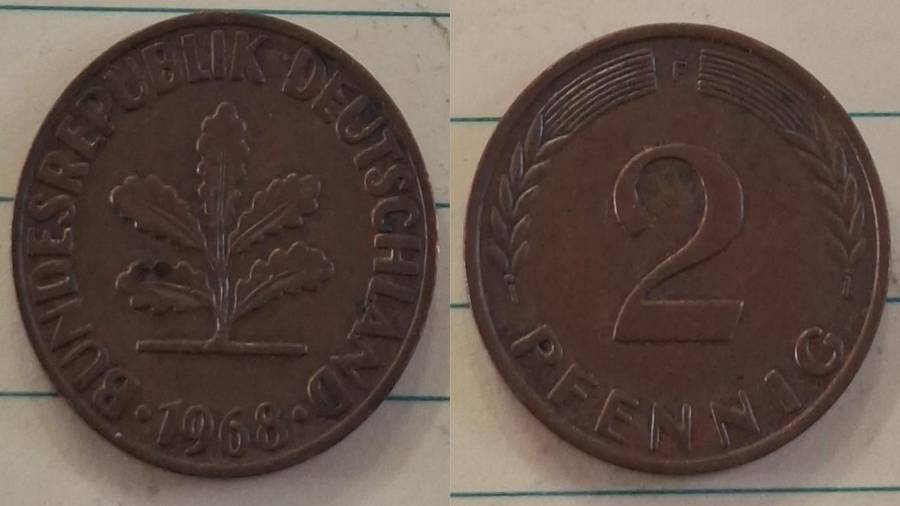 BUNDESREPUBLIK DEUTSCHLAND
·1968·
F
2
PFENNIG